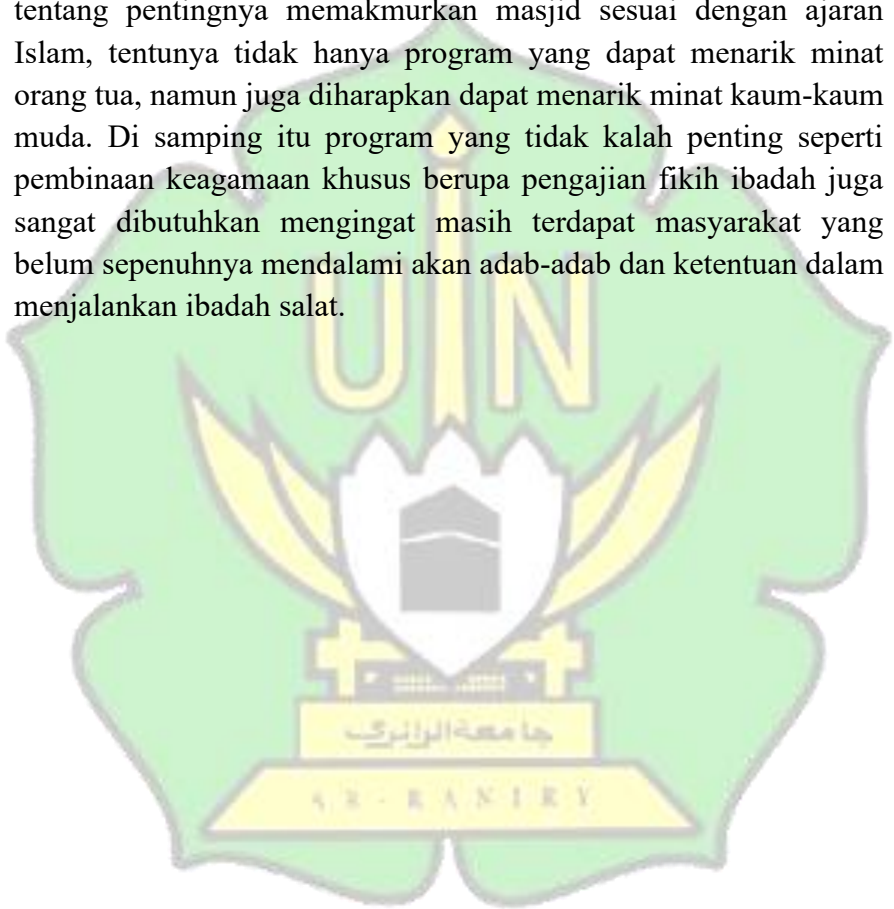 tentang pentingnya memakmurkan masjid sesuai dengan ajaran
Islam, tentunya tidak hanya program yang dapat menarik minat
orang tua, namun juga diharapkan dapat menarik minat kaum-kaum
muda. Di samping itu program yang tidak kalah penting seperti
pembinaan keagamaan khusus berupa pengajian fikih ibadah juga
sangat dibutuhkan mengingat masih terdapat masyarakat yang
belum sepenuhnya mendalami akan adab-adab dan ketentuan dalam
menjalankan ibadah salat.
UIN
جامعة الرانري
AR-RANIRY